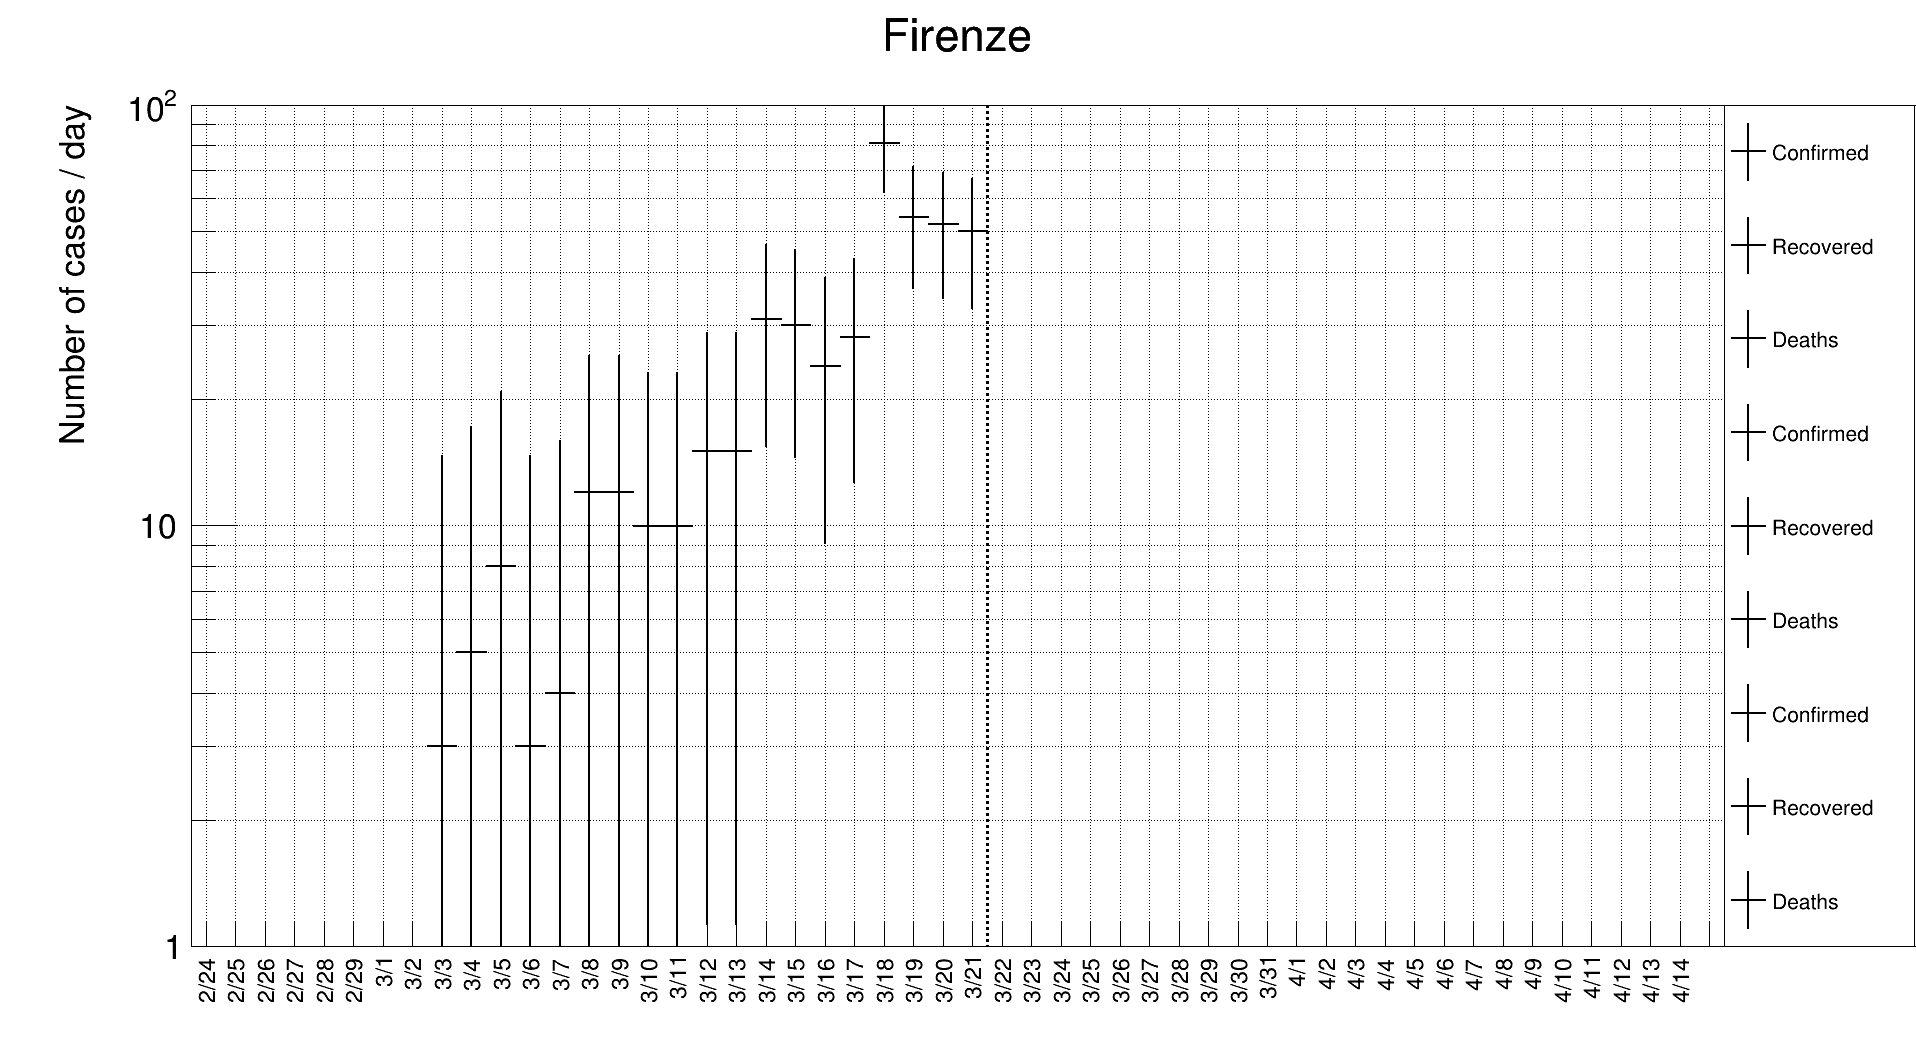 Firenze
Number of cases / day
10²
10
1
2/24 2/25 2/26 2/27 2/28 2/29 3/1 3/2 3/3 3/4 3/5 3/6 3/7 3/8 3/9 3/10 3/11 3/12 3/13 3/14 3/15 3/16 3/17 3/18 3/19 3/20 3/21 3/22 3/23 3/24 3/25 3/26 3/27 3/28 3/29 3/30 3/31 4/1 4/2 4/3 4/4 4/5 4/6 4/7 4/8 4/9 4/10 4/11 4/12 4/13 4/14
Confirmed
Recovered
Deaths
Confirmed
Recovered
Deaths
Confirmed
Recovered
Deaths